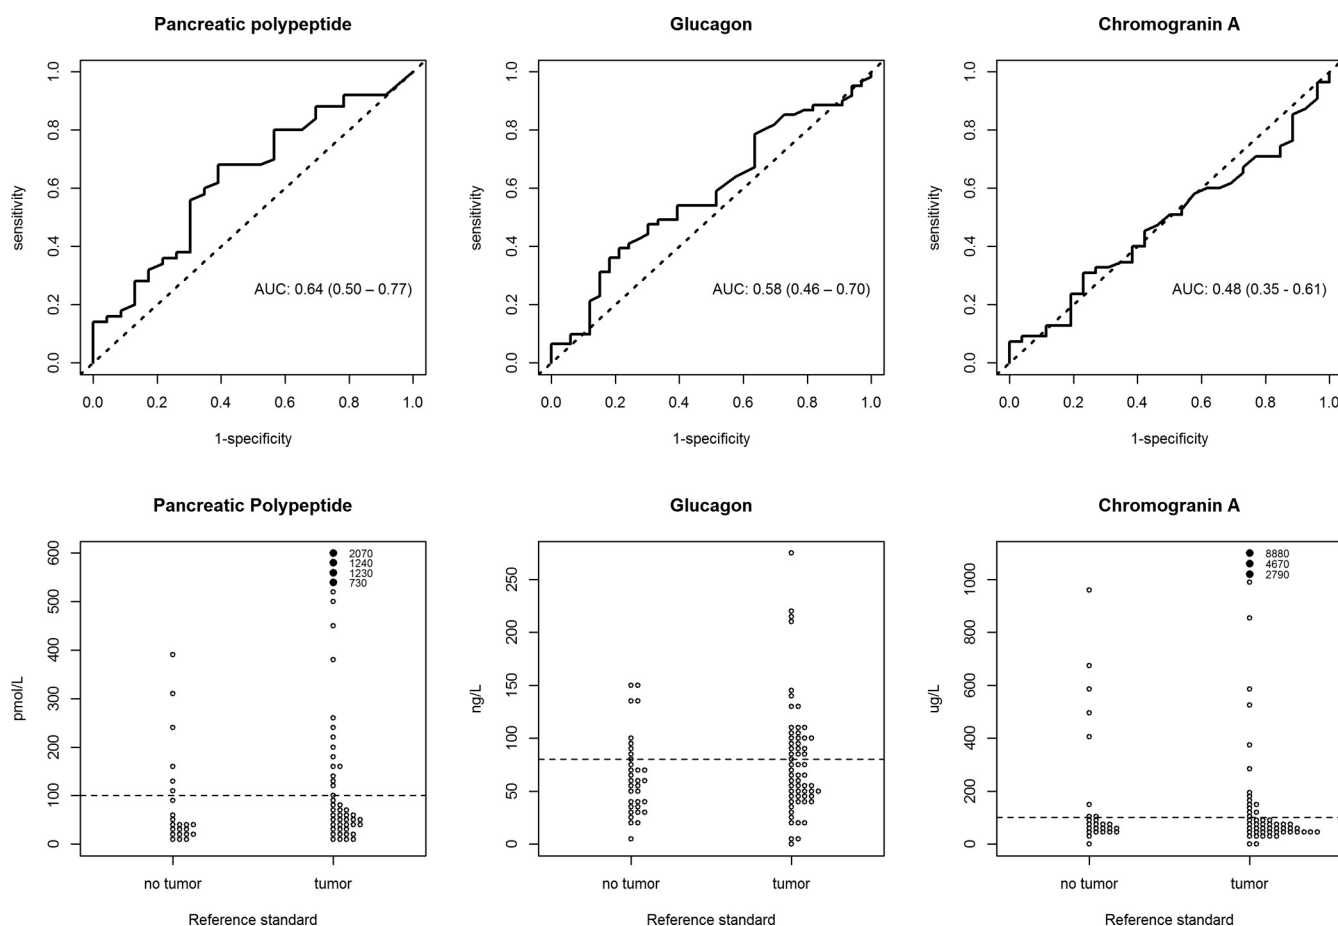 Pancreatic polypeptide
sensitivity
1.0
0.8
0.6
0.4
0.2
0.0
AUC: 0.64 (0.50 – 0.77)
0.0 0.2 0.4 0.6 0.8 1.0
1-specificity
Glucagon
sensitivity
1.0
0.8
0.6
0.4
0.2
0.0
AUC: 0.58 (0.46 – 0.70)
0.0 0.2 0.4 0.6 0.8 1.0
1-specificity
Chromogranin A
sensitivity
1.0
0.8
0.6
0.4
0.2
0.0
AUC: 0.48 (0.35 - 0.61)
0.0 0.2 0.4 0.6 0.8 1.0
1-specificity
Pancreatic Polypeptide
pmol/L
600
500
400
300
200
100
0
2070
1240
1230
730
no tumor tumor
Reference standard
Glucagon
ng/L
250
200
150
100
50
0
no tumor tumor
Reference standard
Chromogranin A
ug/L
1000
800
600
400
200
0
8880
4670
2790
no tumor tumor
Reference standard